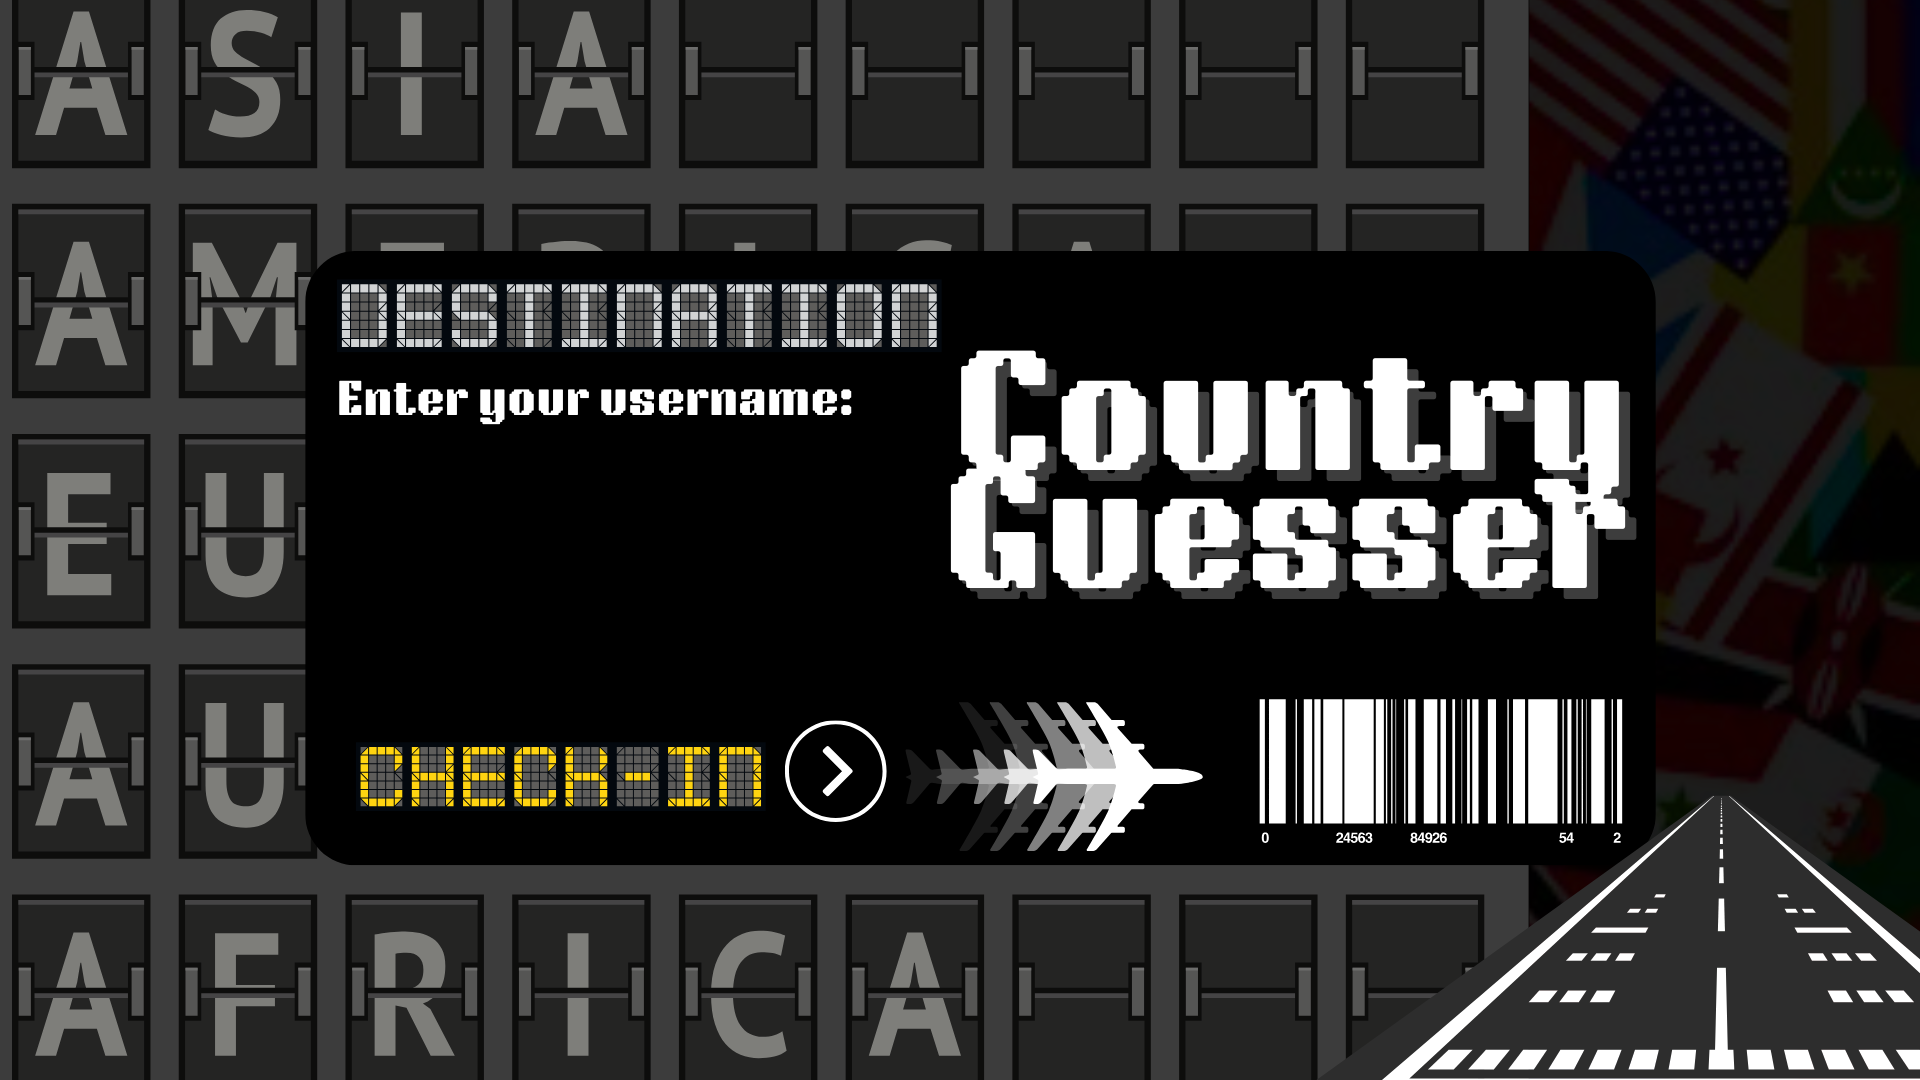 ASIA
AM
DESTINATION
Enter your username:
Country
Guesser
EU
AU
CHECK-IN
0 24563 84926 54 2
AFRICA